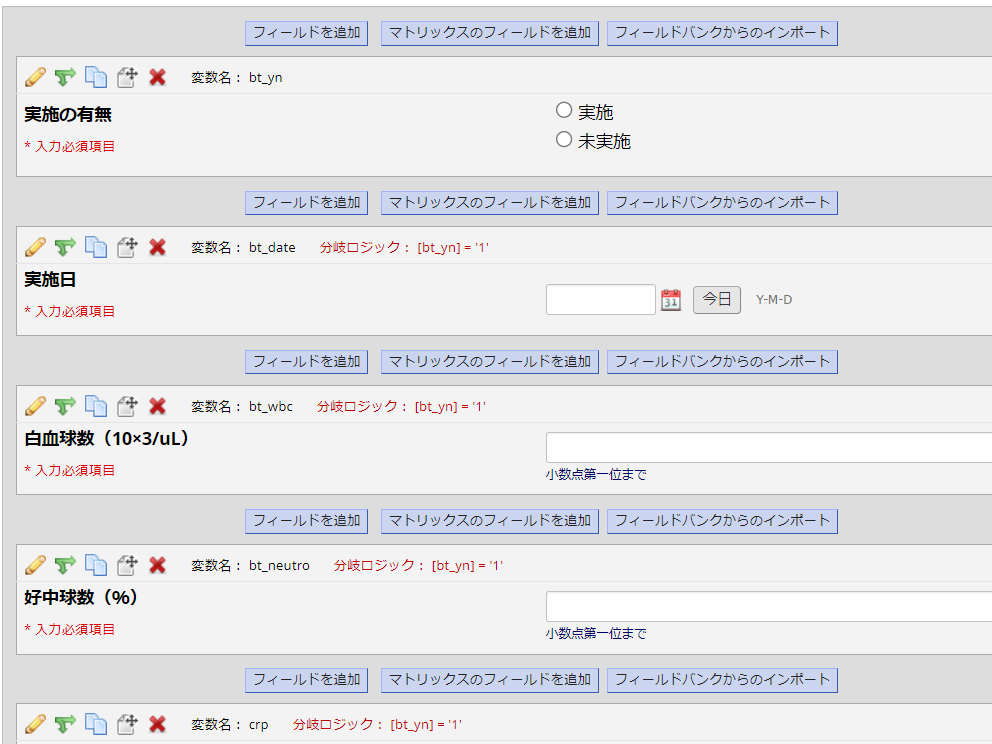 フィールドを追加 マトリックスのフィールドを追加 フィールドバンクからのインポート
変数名： bt_yn
実施の有無
* 入力必須項目
実施
未実施
フィールドを追加 マトリックスのフィールドを追加 フィールドバンクからのインポート
変数名： bt_date 分岐ロジック： [bt_yn] = '1'
実施日
* 入力必須項目
31 今日 Y-M-D
フィールドを追加 マトリックスのフィールドを追加 フィールドバンクからのインポート
変数名： bt_wbc 分岐ロジック： [bt_yn] = '1'
白血球数（10×3/uL）
* 入力必須項目
小数点第一位まで
フィールドを追加 マトリックスのフィールドを追加 フィールドバンクからのインポート
変数名： bt_neutro 分岐ロジック： [bt_yn] = '1'
好中球数（%）
* 入力必須項目
小数点第一位まで
フィールドを追加 マトリックスのフィールドを追加 フィールドバンクからのインポート
変数名： crp 分岐ロジック： [bt_yn] = '1'